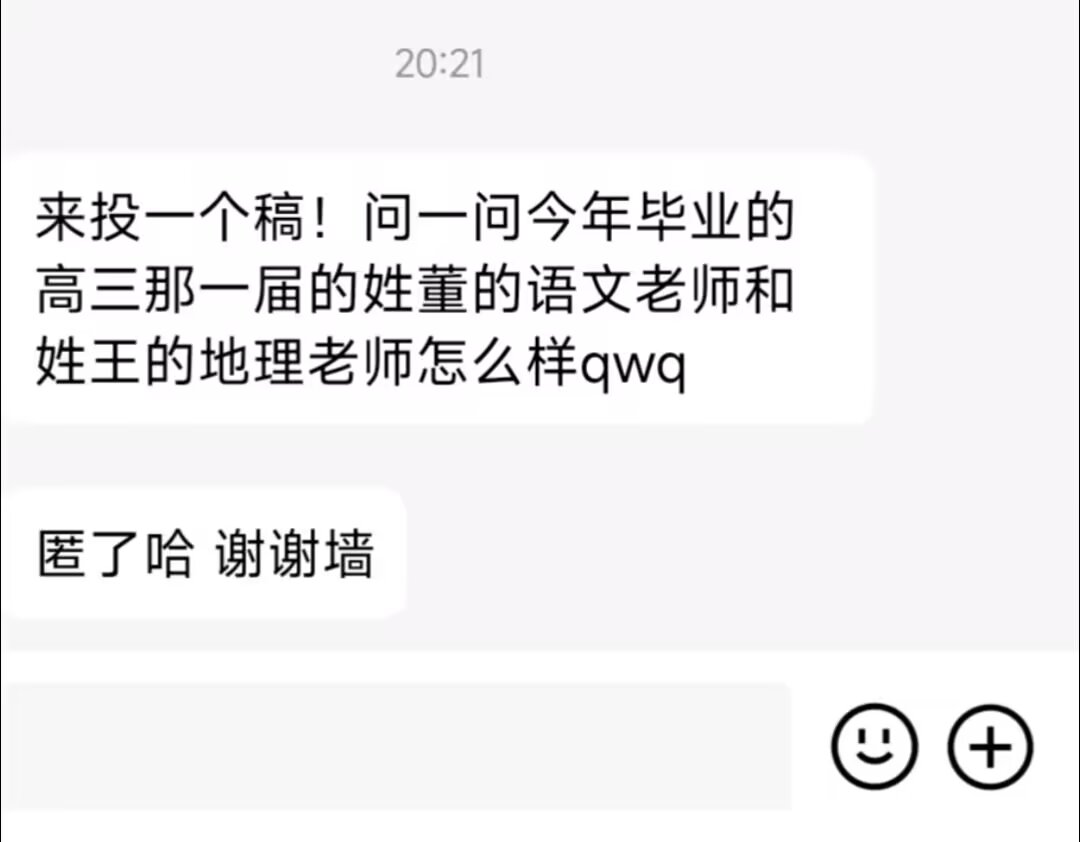 20:21
来投一个稿！问一问今年毕业的
高三那一届的姓董的语文老师和
姓王的地理老师怎么样qwq
匿了哈 谢谢墙